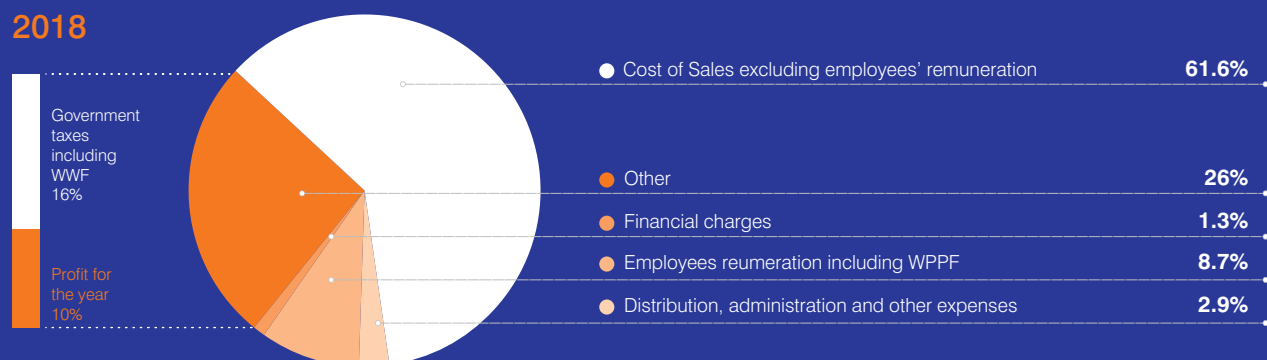 2018
Government
taxes
including
WWF
16%
Profit for
the year
10%
Cost of Sales excluding employees’ remuneration 61.6%
Other 26%
Financial charges 1.3%
Employees reumeration including WPPF 8.7%
Distribution, administration and other expenses 2.9%